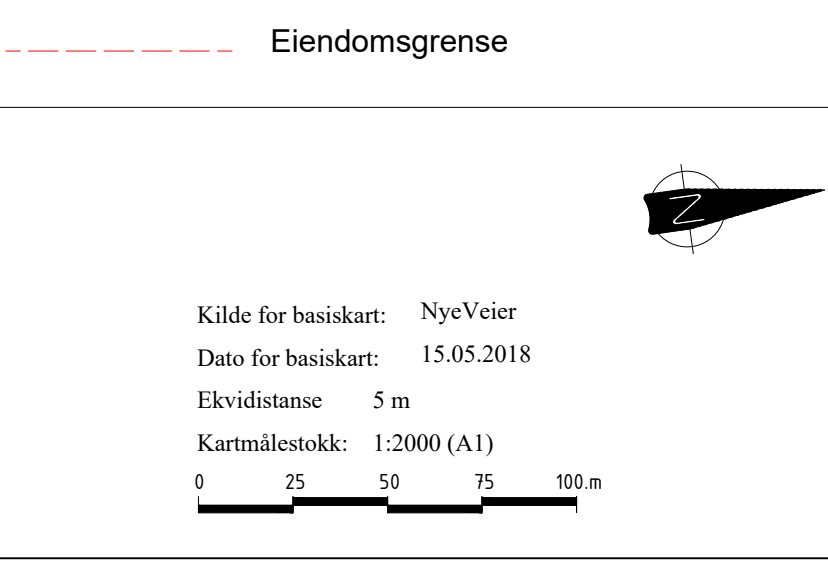 Eiendomsgrense
N
Kilde for basiskart: NyeVeier
Dato for basiskart: 15.05.2018
Ekvidistanse 5 m
Kartmålestokk: 1:2000 (A1)
0 25 50 75 100.m